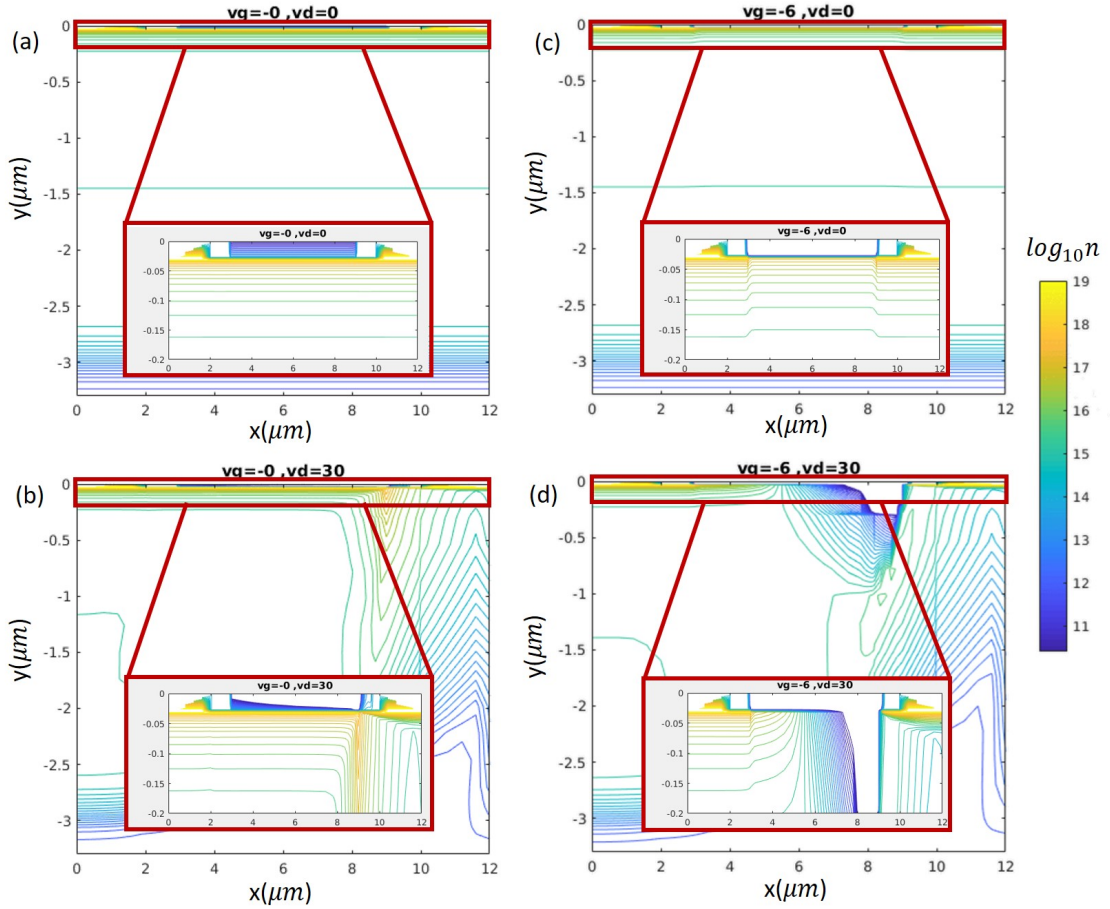 (a)
vg=-0 ,vd=0
0
-0.5
-1
-1.5
-2
-2.5
-3
y(μm)
0 2 4 6 8 10 12
x(μm)
vg=-0 ,vd=0
0
-0.05
-0.1
-0.15
-0.2
0 2 4 6 8 10 12
(c)
vg=-6 ,vd=0
0
-0.5
-1
-1.5
-2
-2.5
-3
y(μm)
0 2 4 6 8 10 12
x(μm)
vg=-6 ,vd=0
0
-0.05
-0.1
-0.15
-0.2
0 2 4 6 8 10 12
log10n
19
18
17
16
15
14
13
12
11
(b)
vg=-0 ,vd=30
0
-0.5
-1
-1.5
-2
-2.5
-3
y(μm)
0 2 4 6 8 10 12
x(μm)
vg=-0 ,vd=30
0
-0.05
-0.1
-0.15
-0.2
0 2 4 6 8 10 12
(d)
vg=-6 ,vd=30
0
-0.5
-1
-1.5
-2
-2.5
-3
y(μm)
0 2 4 6 8 10 12
x(μm)
vg=-6 ,vd=30
0
-0.05
-0.1
-0.15
-0.2
0 2 4 6 8 10 12